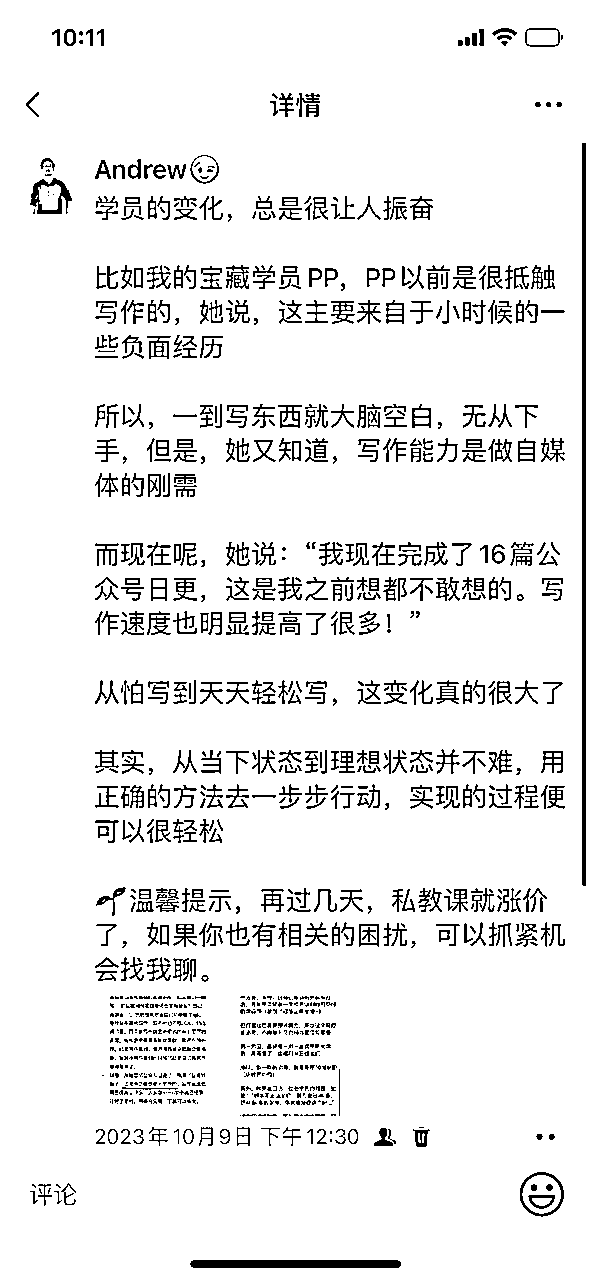 10:11
详情
Andrew
学员的变化，总是很让人振奋
比如我的宝藏学员PP，PP以前是很抵触
写作的，她说，这主要来自于小时候的一
些负面经历
所以，一到写东西就大脑空白，无从下
手，但是，她又知道，写作能力是做自媒
体的刚需
而现在呢，她说：“我现在完成了16篇公
众号日更，这是我之前想都不敢想的。写
作速度也明显提高了很多！”
从怕写到天天轻松写，这变化真的很大了
其实，从当下状态到理想状态并不难，用
正确的方法去一步步行动，实现的过程便
可以很轻松
🌱温馨提示，再过几天，私教课就涨价
了，如果你也有相关的困扰，可以抓紧机
会找我聊。
2023年10月9日 下午12:30
评论